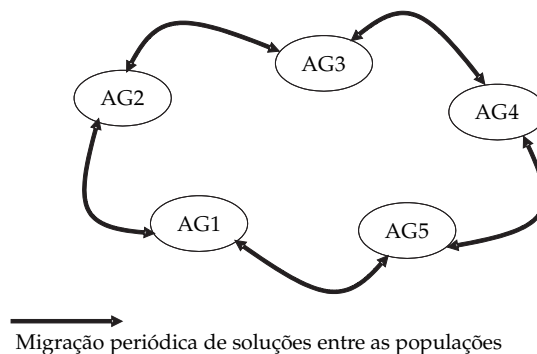 AG3
AG2
AG4
AG1
AG5
Migração periódica de soluções entre as populações